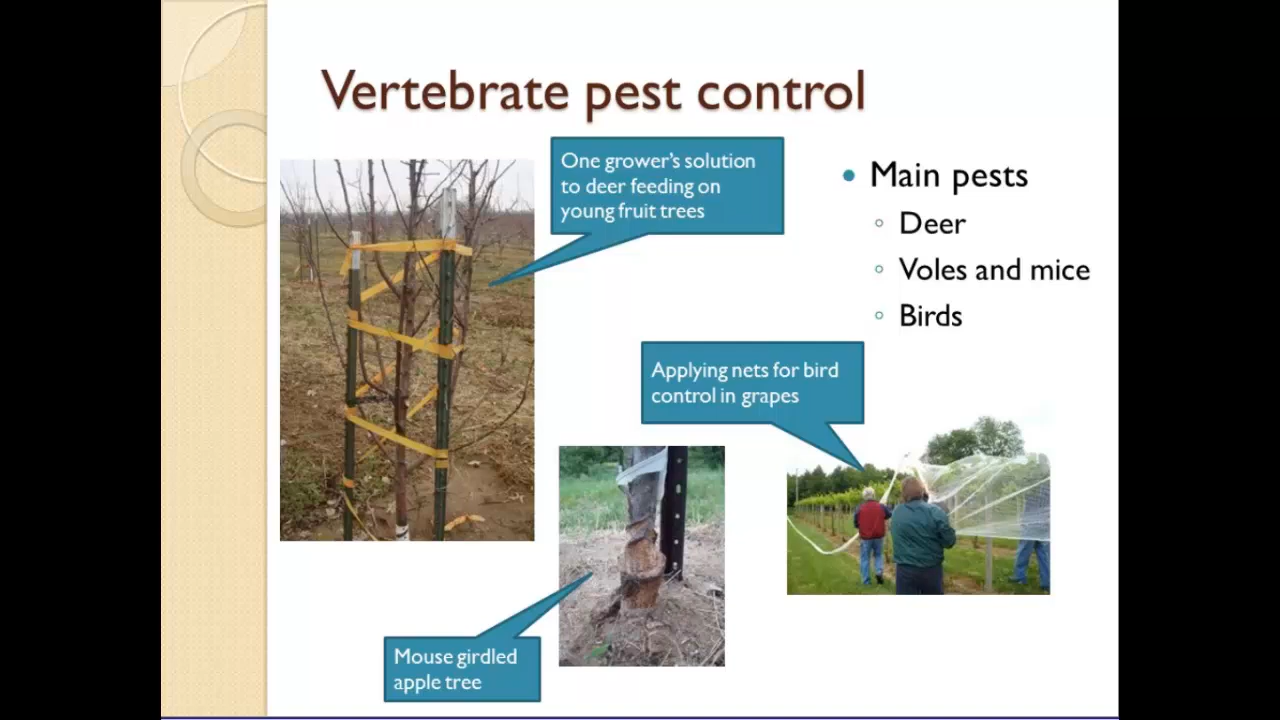 Vertebrate pest control
One grower's solution
to deer feeding on
young fruit trees
Main pests
Deer
Voles and mice
Birds
Applying nets for bird
control in grapes
Mouse girdled
apple tree